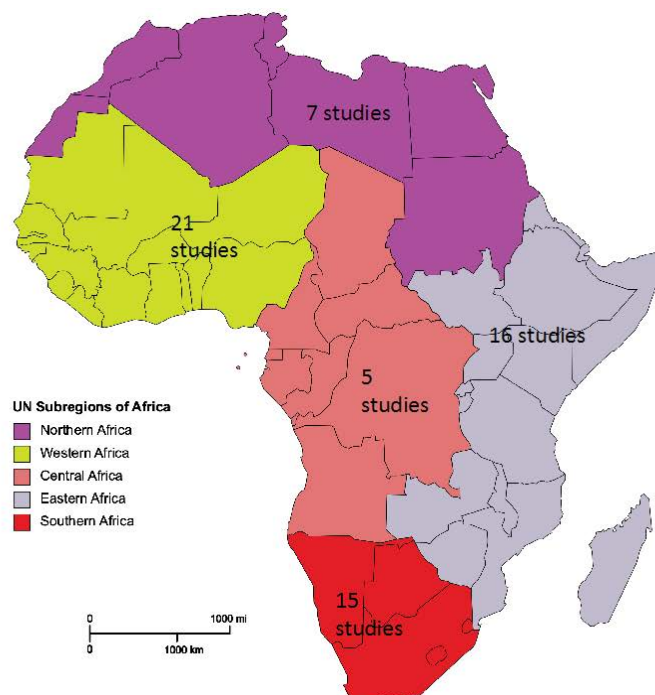 7 studies
21
studies
16 studies
5
studies
UN Subregions of Africa
Northern Africa
Western Africa
Central Africa
Eastern Africa
Southern Africa
15
studies
0 1000 mi
0 1000 km